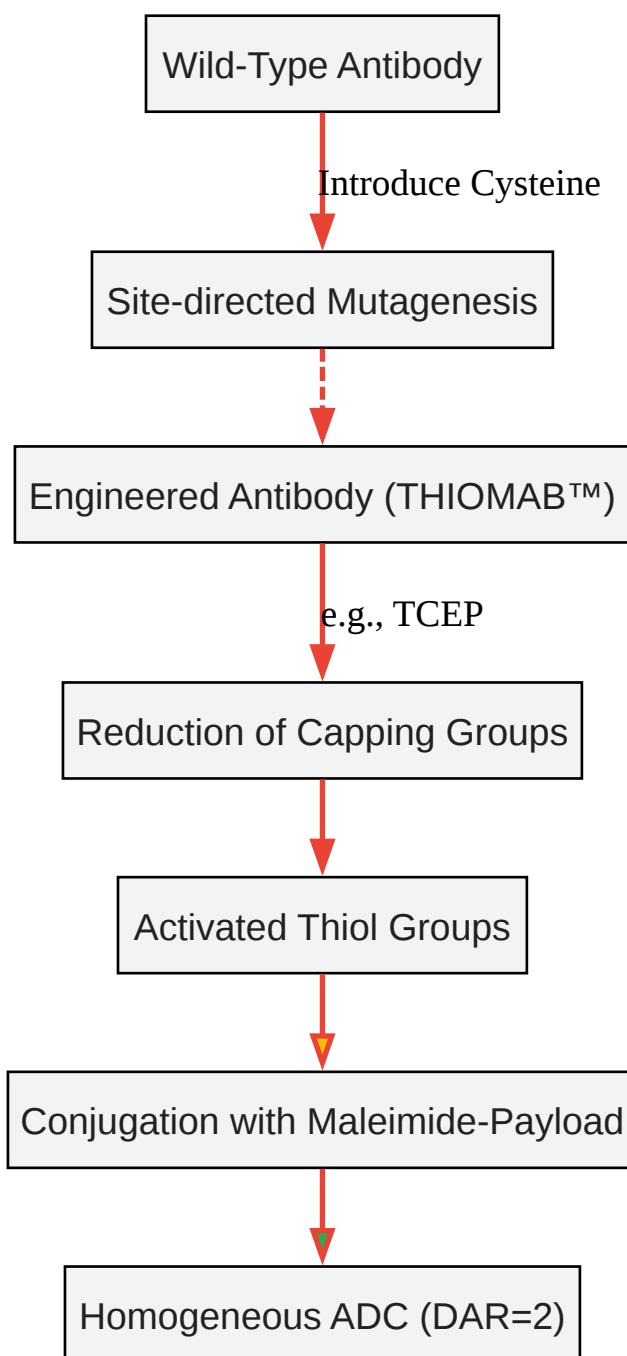 Wild-Type Antibody
Introduce Cysteine
Site-directed Mutagenesis
Engineered Antibody (THIOMAB™)
e.g., TCEP
Reduction of Capping Groups
Activated Thiol Groups
Conjugation with Maleimide-Payload
Homogeneous ADC (DAR=2)